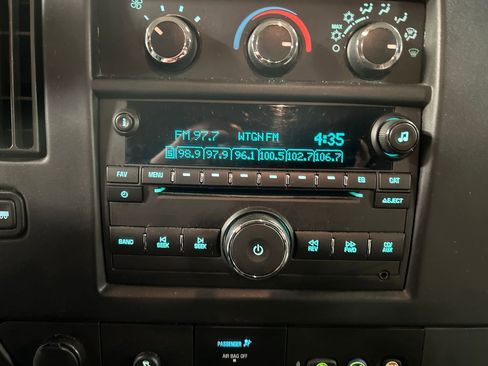 MAX
FM 97.7 WTGN FM 4:35
98.9 97.9 96.1 100.5 102.7 106.7
FAV MENU EQ CAT
EJECT
BAND SEEK SEEK REV FWD CD/AUX
PASSENGER
AIR BAG OFF